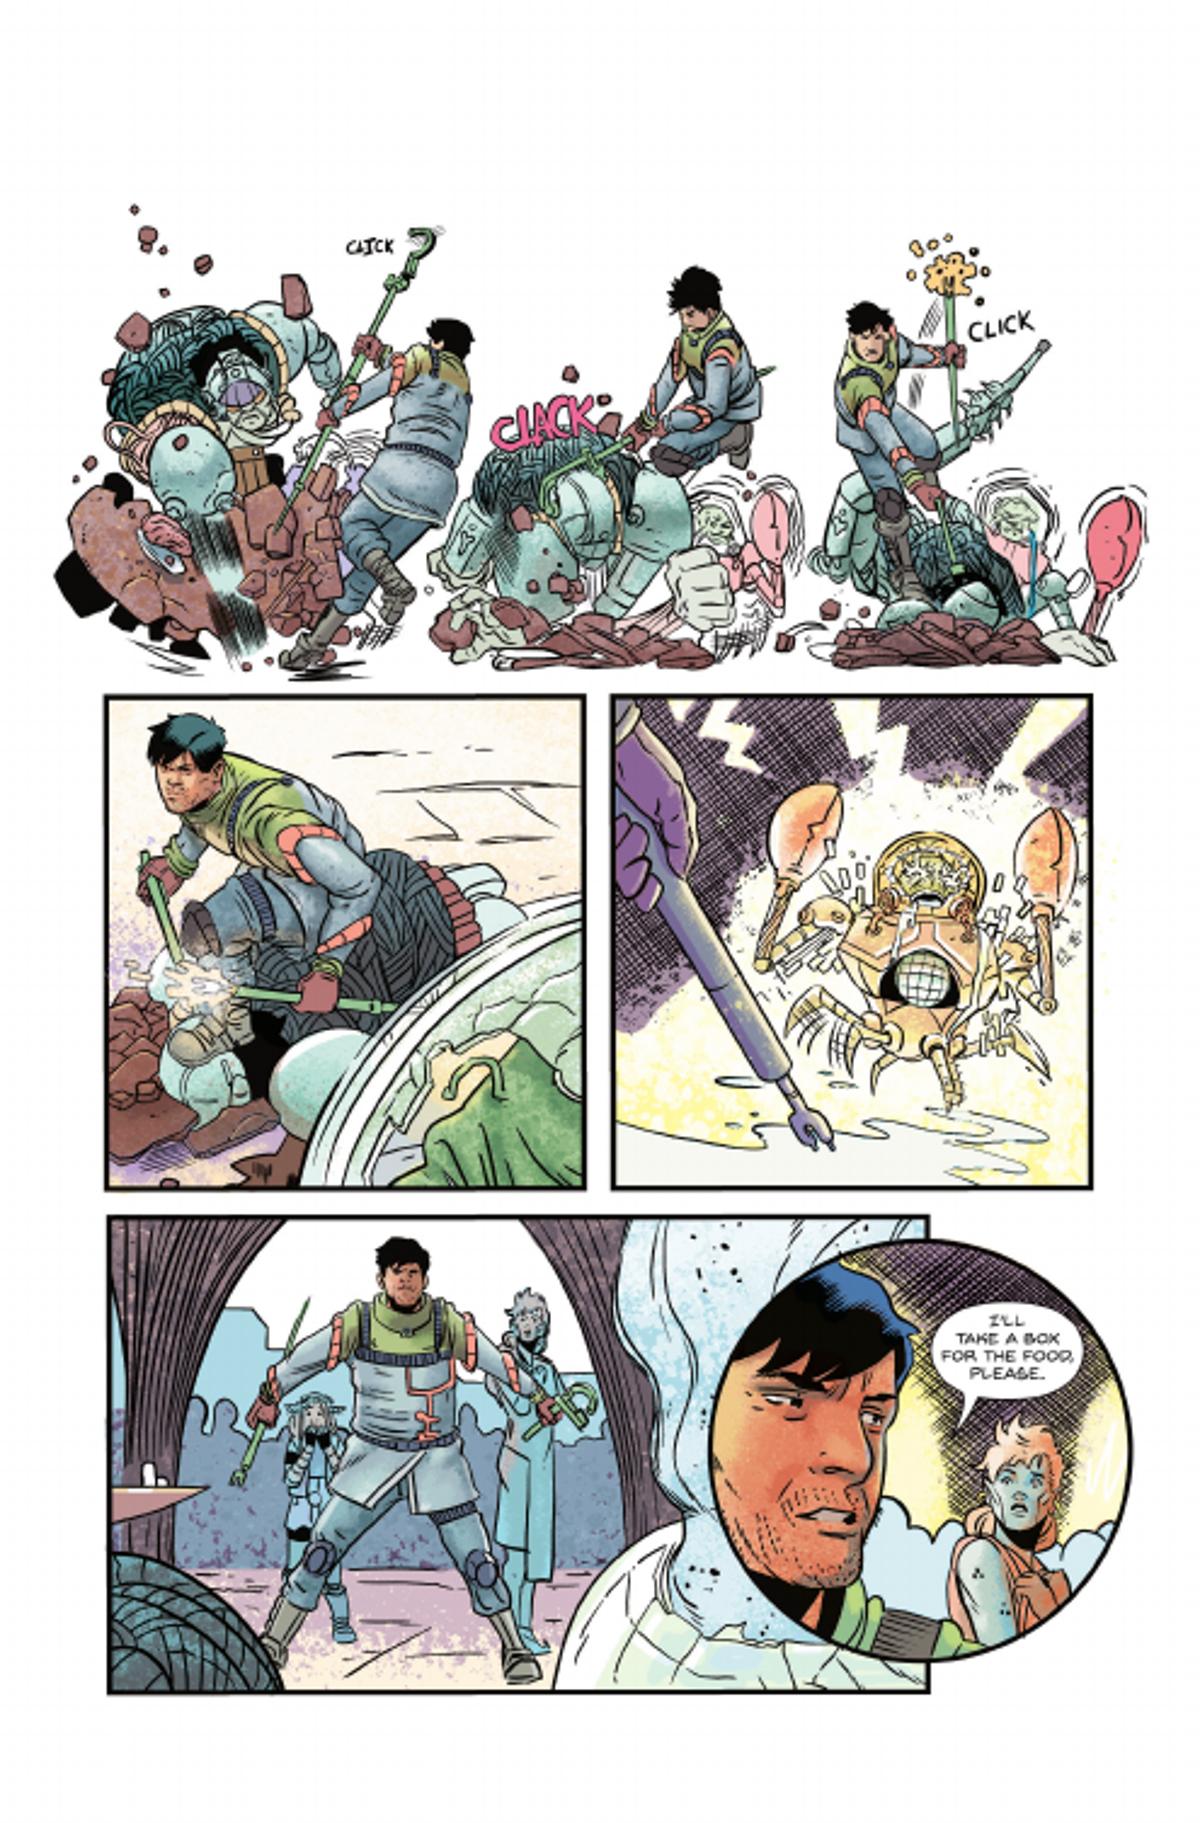 CLICK
CLACK
CLICK
I'LL
TAKE A BOX
FOR THE FOOD,
PLEASE.